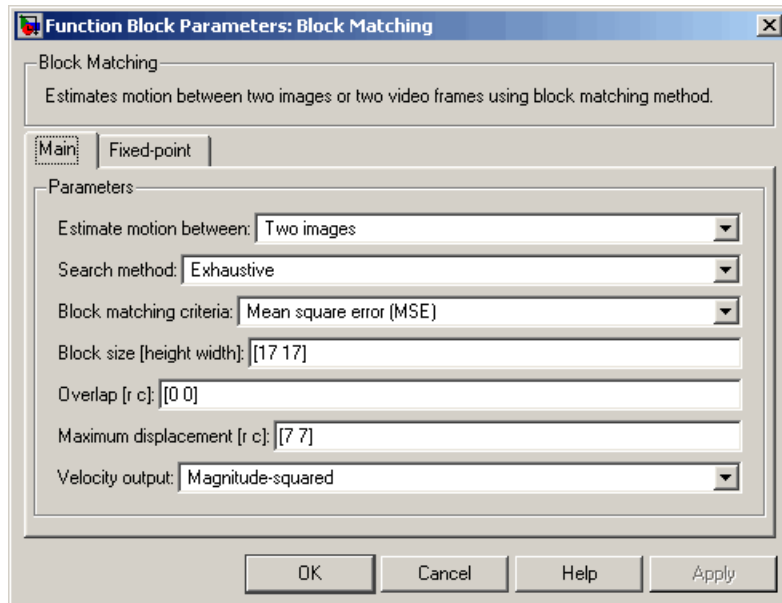 Function Block Parameters: Block Matching
Block Matching
Estimates motion between two images or two video frames using block matching method.
Main Fixed-point
Parameters
Estimate motion between: Two images
Search method: Exhaustive
Block matching criteria: Mean square error (MSE)
Block size [height width]: [17 17]
Overlap [r c]: [0 0]
Maximum displacement [r c]: [7 7]
Velocity output: Magnitude-squared
OK Cancel Help Apply